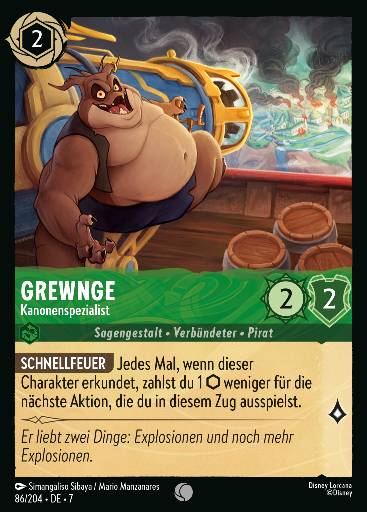 2
GREWNGE
Kanonenspezialist
2
2
Sagengestalt • Verbündeter • Pirat
SCHNELLFEUER Jedes Mal, wenn dieser
Charakter erkundet, zahlst du 1 weniger für die
nächste Aktion, die du in diesem Zug ausspielst.
Er liebt zwei Dinge: Explosionen und noch mehr
Explosionen.
Simangaliso Sibaya / Mario Manzanares
86/204 • DE • 7
Disney Lorcana
©Disney